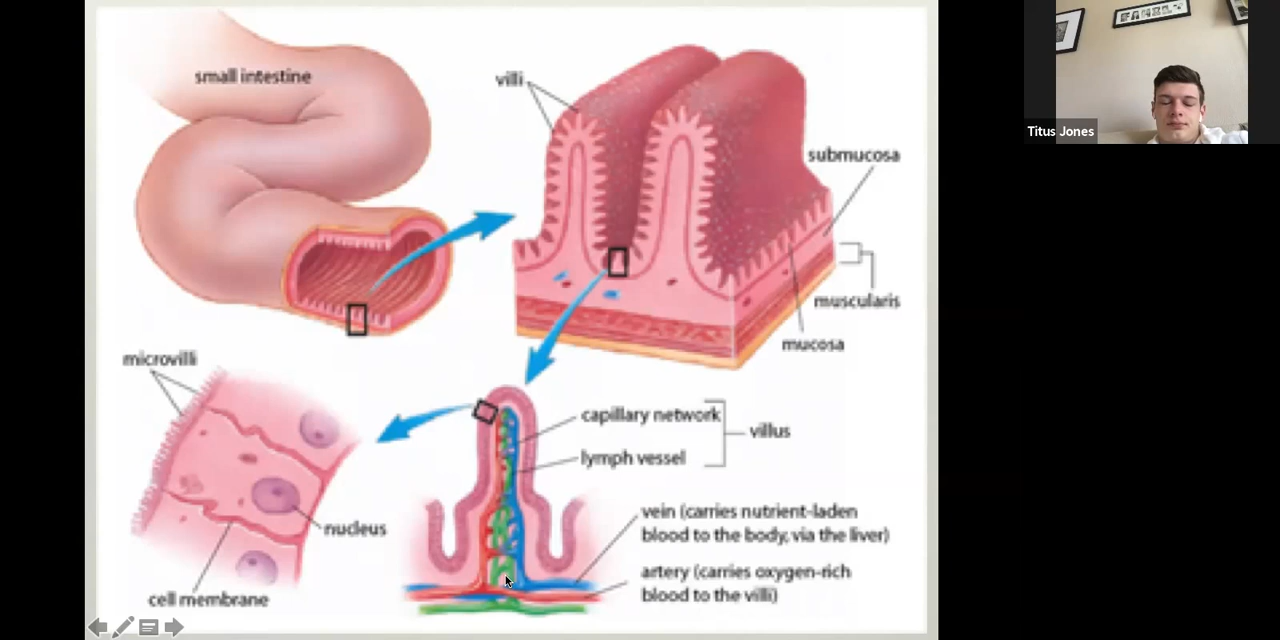 small intestine
villi
submucosa
muscularis
mucosa
microvilli
nucleus
cell membrane
capillary network
lymph vessel
villus
vein (carries nutrient-laden
blood to the body, via the liver)
artery (carries oxygen-rich
blood to the villi)
FAMILY
Titus Jones